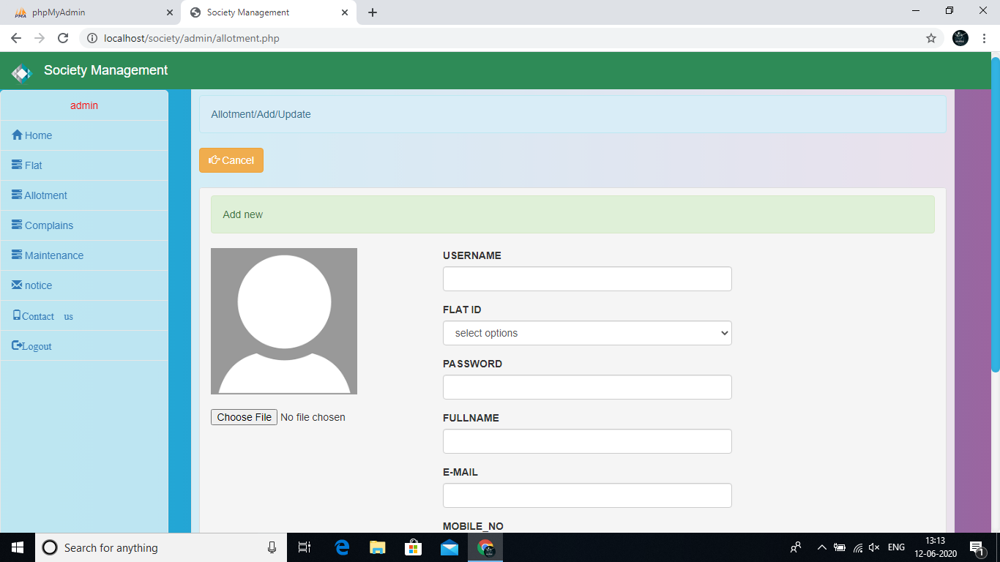 phpMyAdmin
Society Management
localhost/society/admin/allotment.php
Society Management
admin
Home
Flat
Allotment
Complains
Maintenance
notice
Contact us
Logout
Allotment/Add/Update
Cancel
Add new
Choose File No file chosen
USERNAME
FLAT ID
select options
PASSWORD
FULLNAME
E-MAIL
MOBILE_NO
Search for anything
ENG
13:13
12-06-2020
1